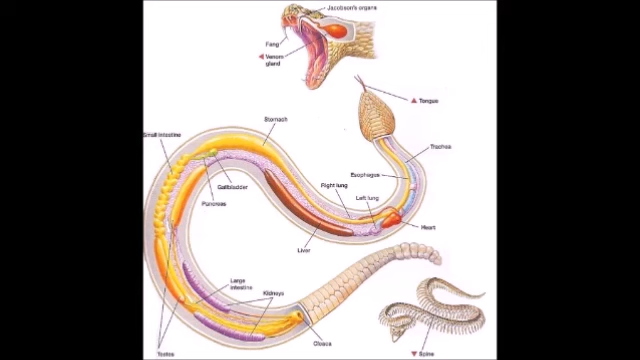 Jacobson's organs
Fang
Venom
gland
Tongue
Stomach
Small intestine
Trachea
Esophagus
Right lung
Gallbladder
Left lung
Pancreas
Heart
Liver
Large
intestine
Kidneys
Cloaca
Testes
Spine